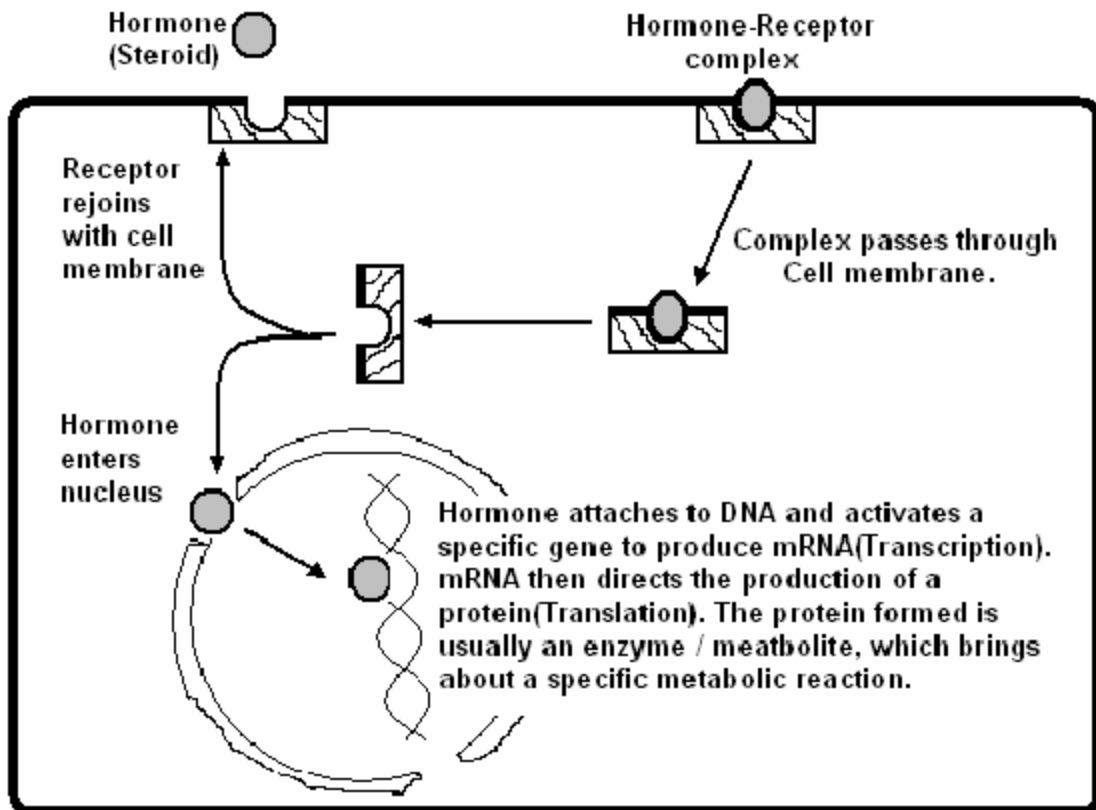 Hormone
(Steroid)
Hormone-Receptor
complex
Receptor
rejoins
with cell
membrane
Complex passes through
Cell membrane.
Hormone
enters
nucleus
Hormone attaches to DNA and activates a
specific gene to produce mRNA(Transcription).
mRNA then directs the production of a
protein(Translation). The protein formed is
usually an enzyme / meatbolite, which brings
about a specific metabolic reaction.